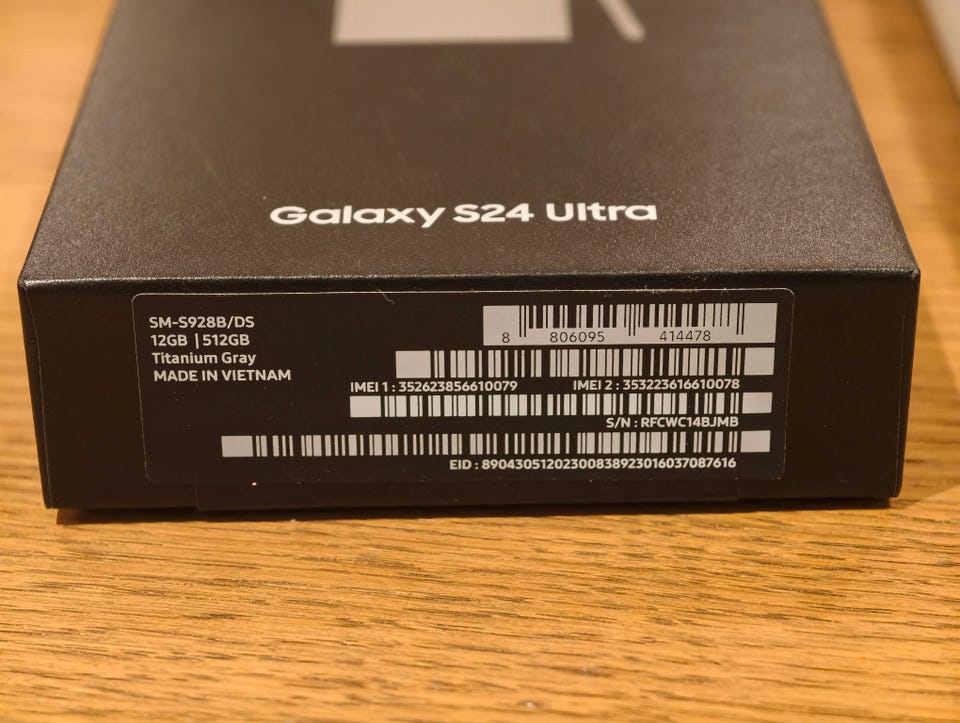 Galaxy S24 Ultra
SM-S928B/DS
12GB | 512GB
Titanium Gray
MADE IN VIETNAM
8 806095 414478
IMEI 1 : 352623856610079 IMEI 2 : 353223616610078
S/N : RFCWC14BJMB
EID : 89043051202300838923016037087616